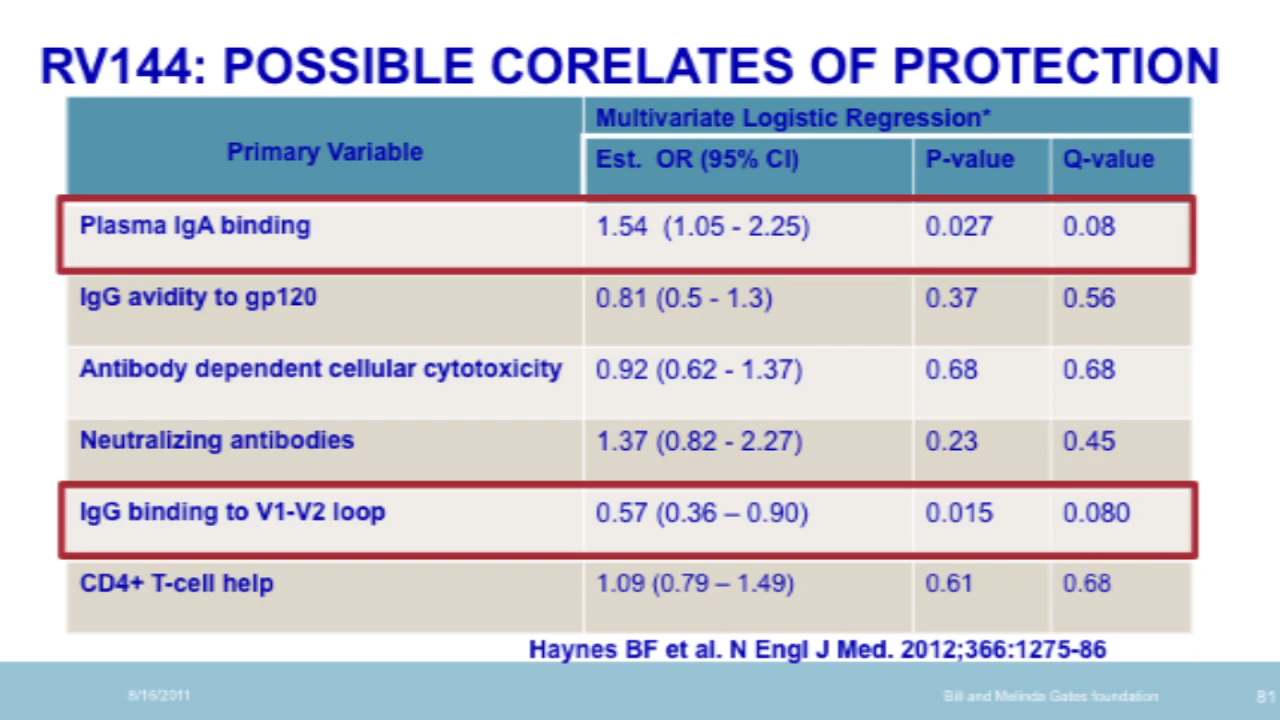 RV144: POSSIBLE CORELATES OF PROTECTION
Primary Variable
Multivariate Logistic Regression*
Est. OR (95% CI) P-value Q-value
Plasma IgA binding 1.54 (1.05 - 2.25) 0.027 0.08
IgG avidity to gp120 0.81 (0.5 - 1.3) 0.37 0.56
Antibody dependent cellular cytotoxicity 0.92 (0.62 - 1.37) 0.68 0.68
Neutralizing antibodies 1.37 (0.82 - 2.27) 0.23 0.45
IgG binding to V1-V2 loop 0.57 (0.36 – 0.90) 0.015 0.080
CD4+ T-cell help 1.09 (0.79 – 1.49) 0.61 0.68
Haynes BF et al. N Engl J Med. 2012;366:1275-86
8/16/2011 Bill and Melinda Gates foundation 81